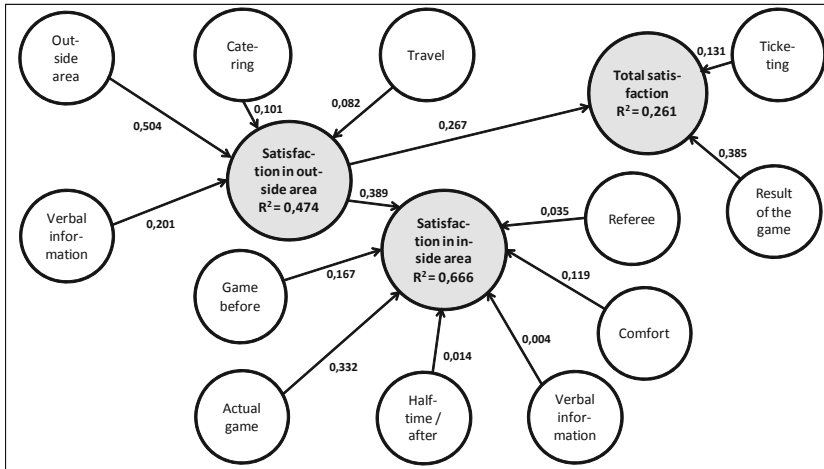 Out-
side
area
Cate-
ring
Travel
Total satis-
faction
R² = 0,261
0,131
Ticke-
ting
0,504
0,101
0,082
0,267
0,385
Satisfac-
tion in out-
side area
R² = 0,474
Verbal
infor-
mation
0,201
0,389
Satisfac-
tion in in-
side area
R² = 0,666
0,035
Referee
Result
of the
game
Game
before
0,167
0,119
Comfort
0,332
0,014
0,004
Actual
game
Half-
time /
after
Verbal
infor-
mation